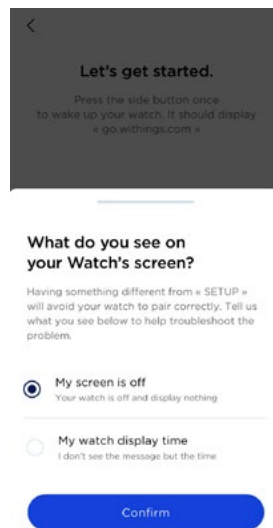 Let's get started.
Press the side button once
to wake up your watch. It should display
« go.withings.com »
What do you see on
your Watch's screen?
Having something different from « SETUP »
will avoid your watch to pair correctly. Tell us
what you see below to help troubleshoot the
problem.
My screen is off
Your watch is off and display nothing
My watch display time
I don't see the message but the time
Confirm